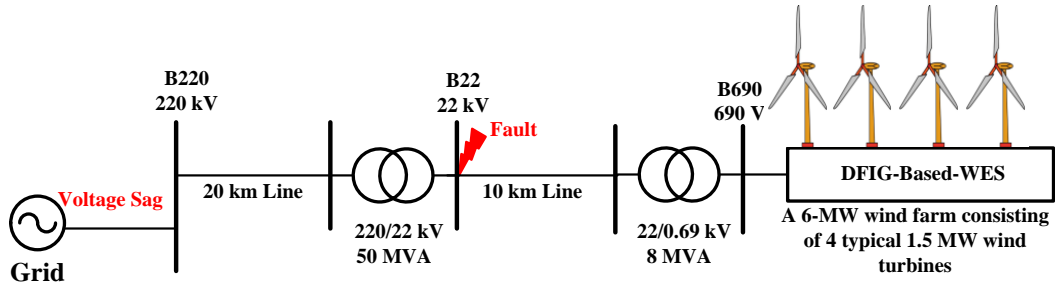 B220
220 kV
B22
22 kV
Fault
B690
690 V
Voltage Sag
20 km Line
10 km Line
DFIG-Based-WES
220/22 kV
50 MVA
22/0.69 kV
8 MVA
A 6-MW wind farm consisting
of 4 typical 1.5 MW wind
turbines
Grid